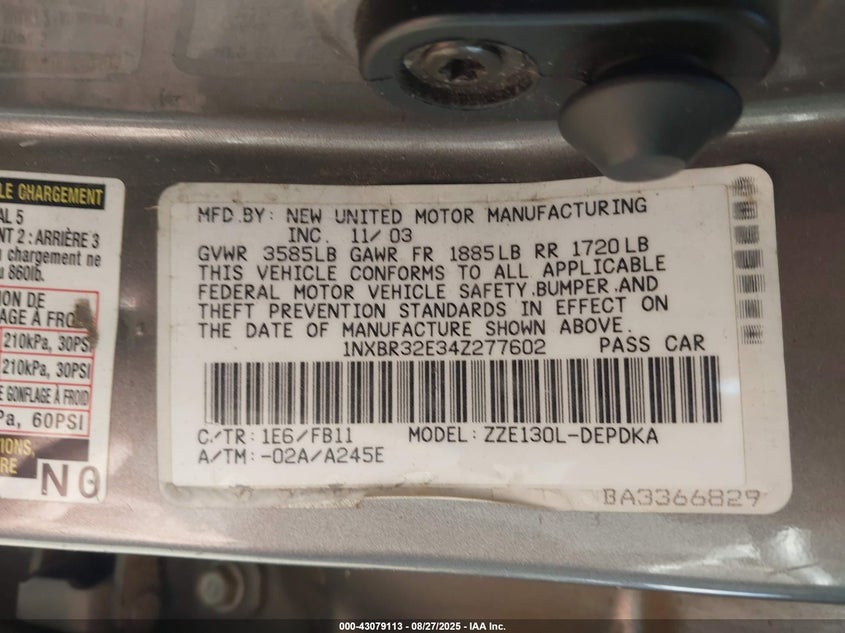 LE CHARGEMENT
AL 5
NT 2 : ARRIÈRE 3
u chargement ne
u 860lb.
ION DE
LAGE À FROID
210kPa, 30PSI
210kPa, 30PSI
E GONFLAGE À FROID
Pa, 60PSI
TIONS,
RE
NO
MFD.BY: NEW UNITED MOTOR MANUFACTURING
INC. 11/03
GVWR 3585LB GAWR FR 1885LB RR 1720LB
THIS VEHICLE CONFORMS TO ALL APPLICABLE
FEDERAL MOTOR VEHICLE SAFETY,BUMPER,AND
THEFT PREVENTION STANDARDS IN EFFECT ON
THE DATE OF MANUFACTURE SHOWN ABOVE.
1NXBR32E34Z277602 PASS CAR
C/TR: 1E6/FB11 MODEL: ZZE130L-DEPDKA
A/TM: -02A/A245E
BA3366829
000-43079113 - 08/27/2025 - IAA Inc.